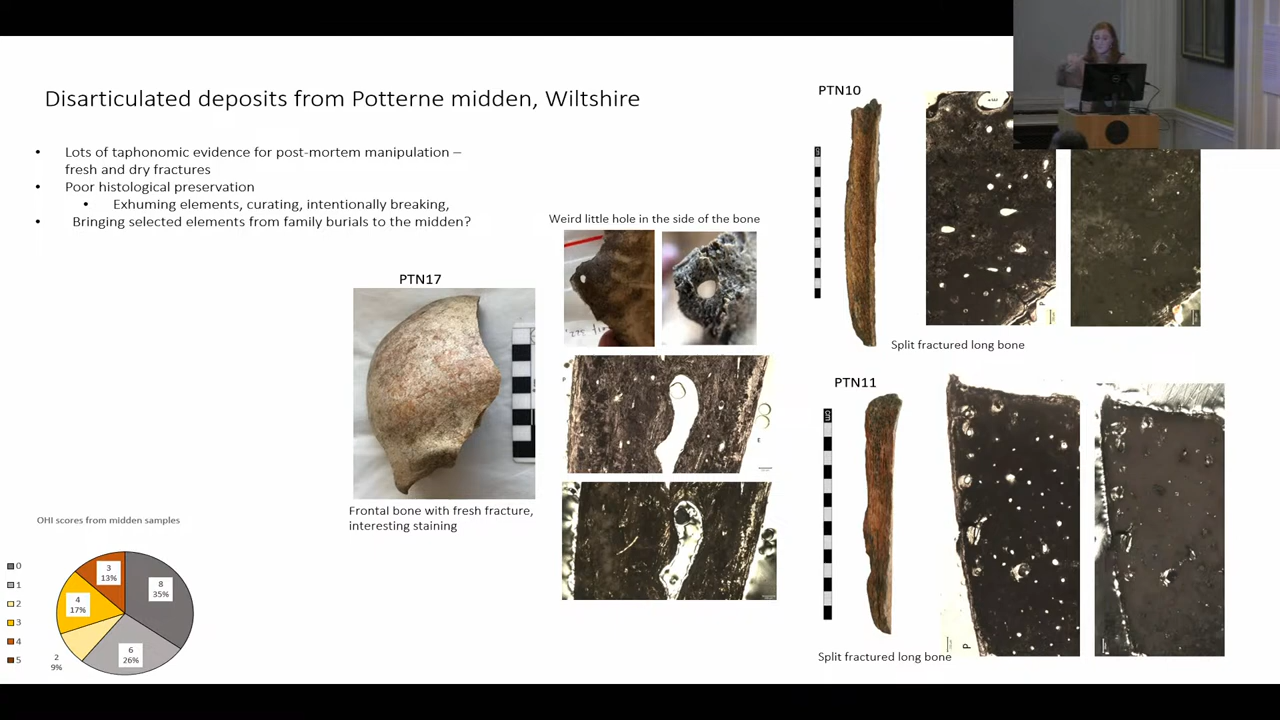 Disarticulated deposits from Potterne midden, Wiltshire
• Lots of taphonomic evidence for post-mortem manipulation –
fresh and dry fractures
• Poor histological preservation
• Exhuming elements, curating, intentionally breaking,
• Bringing selected elements from family burials to the midden?
PTN17
Frontal bone with fresh fracture,
interesting staining
Weird little hole in the side of the bone
PTN10
Split fractured long bone
PTN11
cm
P
Split fractured long bone
OHI scores from midden samples
0
1
2
3
4
5
8
35%
6
26%
2
9%
4
17%
3
13%